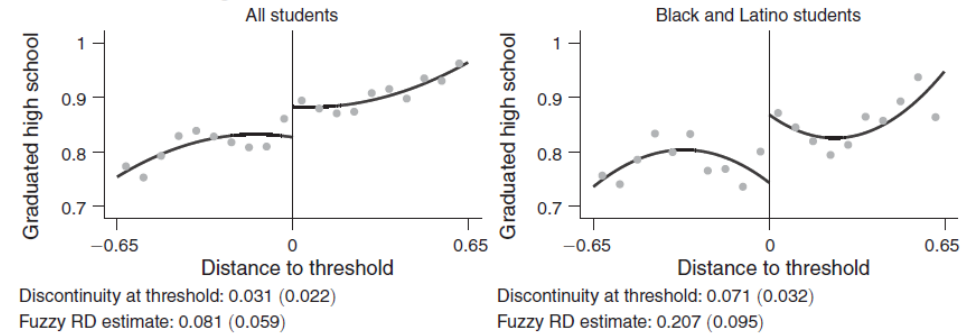 All students
Graduated high school
1
0.9
0.8
0.7
−0.65
0
0.65
Distance to threshold
Discontinuity at threshold: 0.031 (0.022)
Fuzzy RD estimate: 0.081 (0.059)
Black and Latino students
Graduated high school
1
0.9
0.8
0.7
−0.65
0
0.65
Distance to threshold
Discontinuity at threshold: 0.071 (0.032)
Fuzzy RD estimate: 0.207 (0.095)